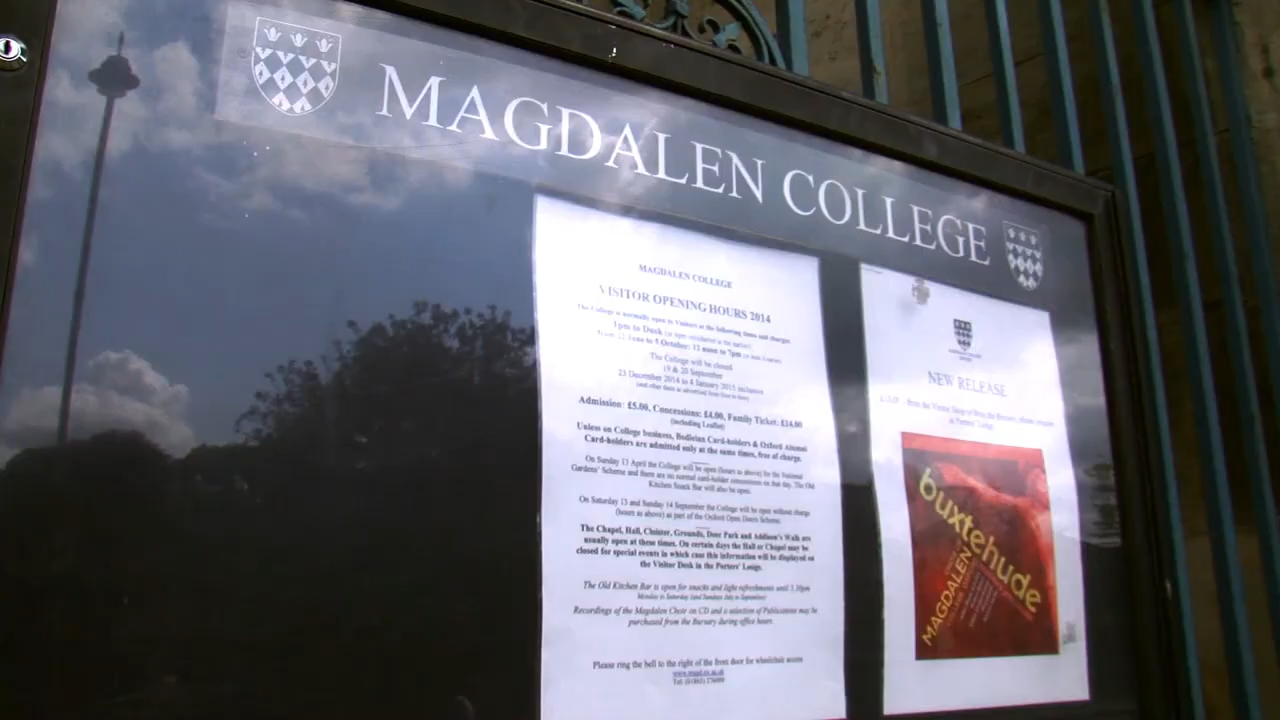 MAGDALEN COLLEGE
MAGDALEN COLLEGE
VISITOR OPENING HOURS 2014
The College is normally open to Visitors at the following times and charges
1pm to Dusk
5 October: 12 noon to 7pm
The College will be closed
19 & 20 September
23 December 2014 to 4 January 2015 inclusive
Admission: £5.00, Concessions: £4.00, Family Ticket: £14.00
(including Leaflet)
Unless on College business, Bodleian Card-holders & Oxford Alumni
Card-holders are admitted only at the same times, free of charge.
On Sunday 13 April the College will be open (hours as above) for the National
Gardens' Scheme and there are no normal card-holder concessions on that day. The Old
Kitchen Snack Bar will also be open.
On Saturday 13 and Sunday 14 September the College will be open without charge
(hours as above) as part of the Oxford Open Doors Scheme.
The Chapel, Hall, Cloister, Grounds, Deer Park and Addison's Walk are
usually open at these times. On certain days the Hall or Chapel may be
closed for special events in which case this information will be displayed on
the Visitor Desk in the Porters' Lodge.
The Old Kitchen Bar is open for snacks and light refreshments until 5.30pm
Monday to Saturday (and Sundays July to September)
Recordings of the Magdalen Choir on CD and a selection of Publications may be
purchased from the Bursary during office hours.
Please ring the bell to the right of the front door for wheelchair access
www.magd.ox.ac.uk
NEW RELEASE
at Porters' Lodge.
buxtehude
MAGDALEN